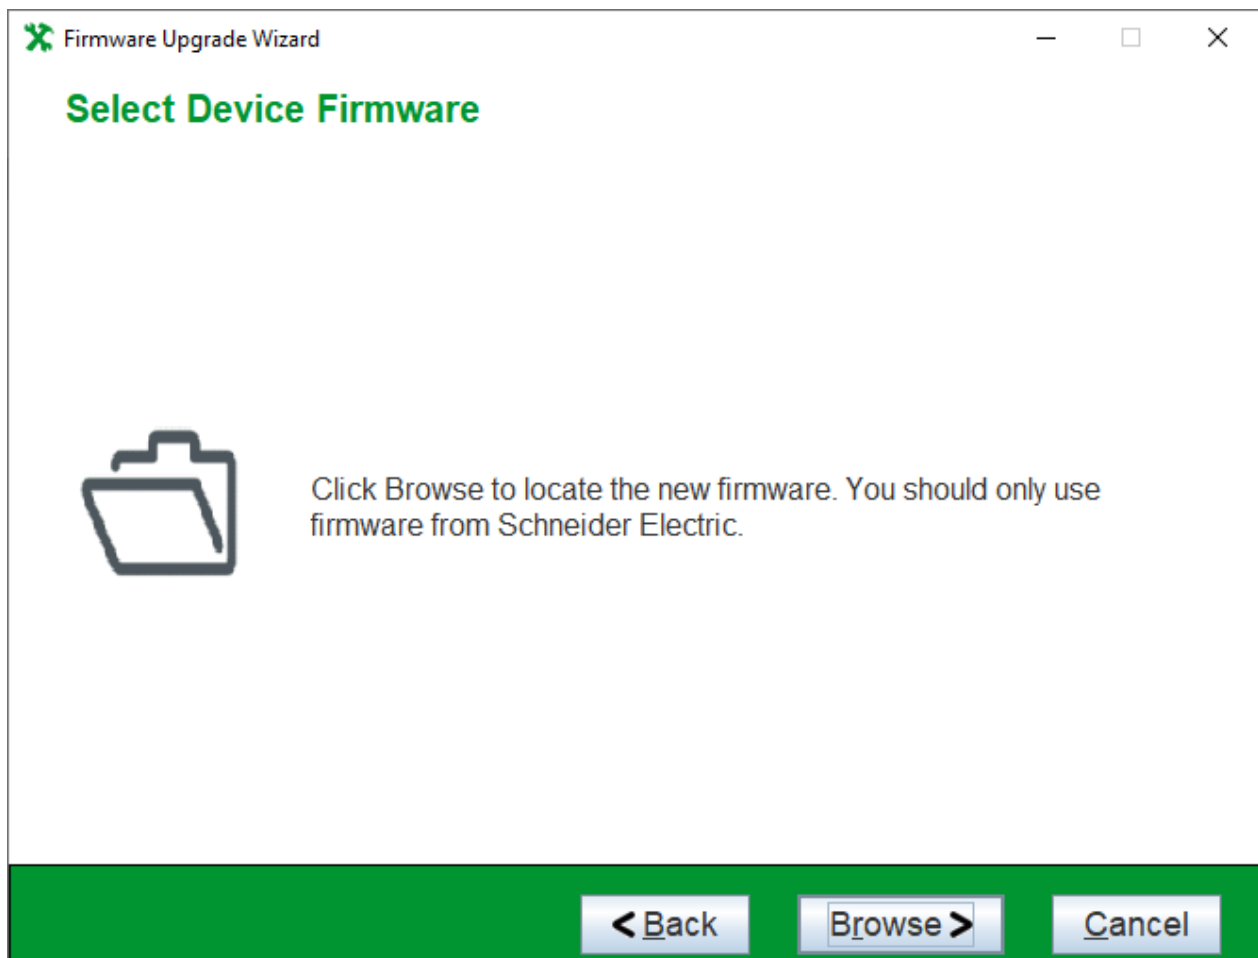 Firmware Upgrade Wizard
Select Device Firmware
Click Browse to locate the new firmware. You should only use
firmware from Schneider Electric.
< Back
Browse >
Cancel